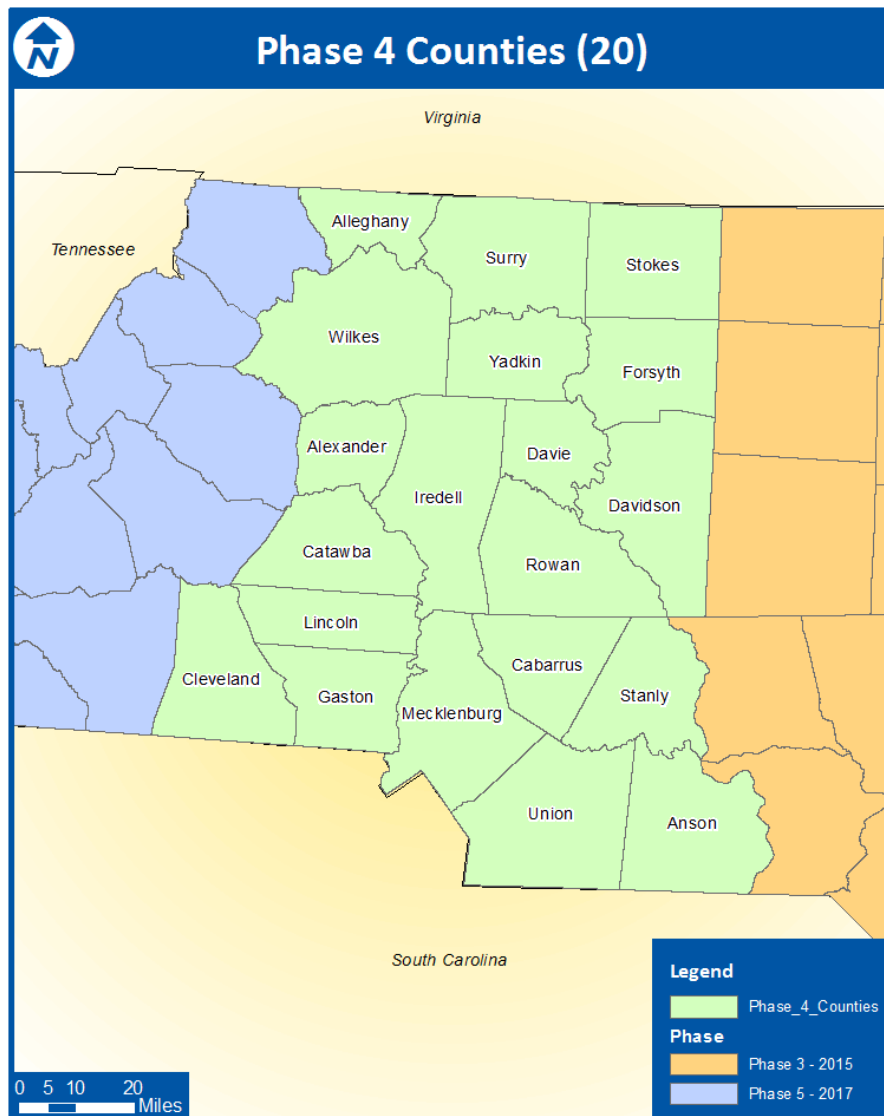 N
Phase 4 Counties (20)
Virginia
Tennessee
Alleghany
Surry
Stokes
Wilkes
Yadkin
Forsyth
Alexander
Davie
Iredell
Davidson
Catawba
Rowan
Lincoln
Cleveland
Gaston
Cabarrus
Stanly
Mecklenburg
Union
Anson
South Carolina
Legend
Phase_4_Counties
Phase
Phase 3 - 2015
Phase 5 - 2017
0 5 10 20
Miles